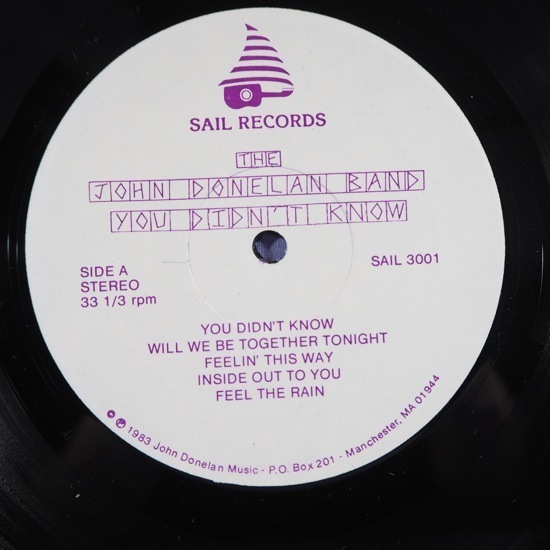 SAIL RECORDS
THE
JOHN DONELAN BAND
YOU DIDN'T KNOW
SIDE A
STEREO
33 1/3 rpm
SAIL 3001
YOU DIDN'T KNOW
WILL WE BE TOGETHER TONIGHT
FEELIN' THIS WAY
INSIDE OUT TO YOU
FEEL THE RAIN
© ℗ 1983 John Donelan Music - P.O. Box 201 - Manchester, MA 01944